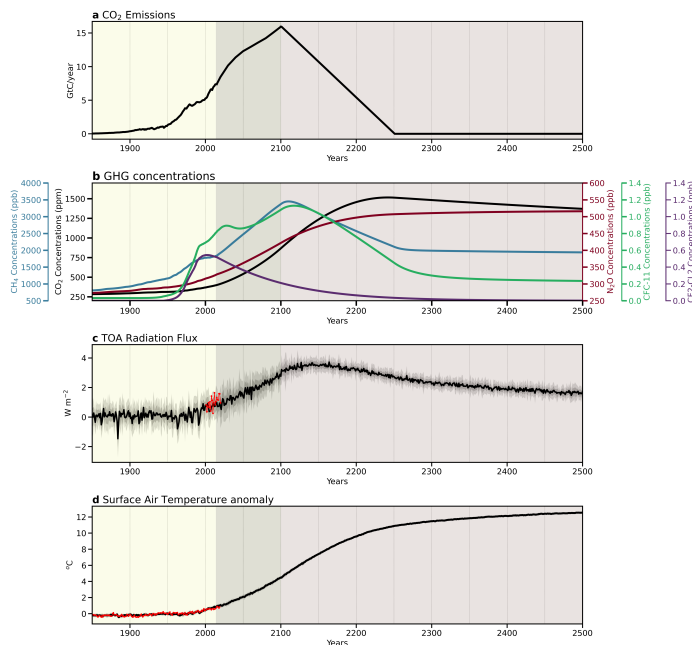 a CO2 Emissions
GtC/year
15
10
5
0
1900 2000 2100 2200 2300 2400 2500
Years
b GHG concentrations
CH4 Concentrations (ppb)
4000
3500
3000
2500
2000
1500
1000
500
CO2 Concentrations (ppm)
1500
1250
1000
750
500
250
N2O Concentrations (ppb)
600
550
500
450
400
350
300
250
CFC-11 Concentrations (ppb)
1.4
1.2
1.0
0.8
0.6
0.4
0.2
0.0
CF2-CL2 Concentrations (ppb)
1.4
1.2
1.0
0.8
0.6
0.4
0.2
0.0
1900 2000 2100 2200 2300 2400 2500
c TOA Radiation Flux
W m−2
4
2
0
−2
1900 2000 2100 2200 2300 2400 2500
Years
d Surface Air Temperature anomaly
oC
12
10
8
6
4
2
0
1900 2000 2100 2200 2300 2400 2500
Years